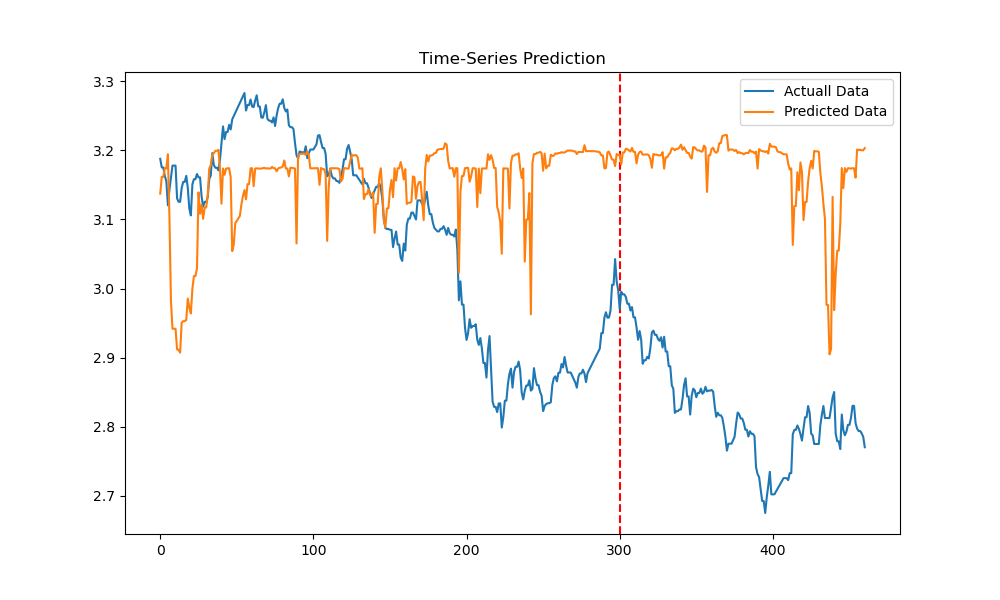 Time-Series Prediction
Actuall Data
Predicted Data
3.3
3.2
3.1
3.0
2.9
2.8
2.7
0 100 200 300 400